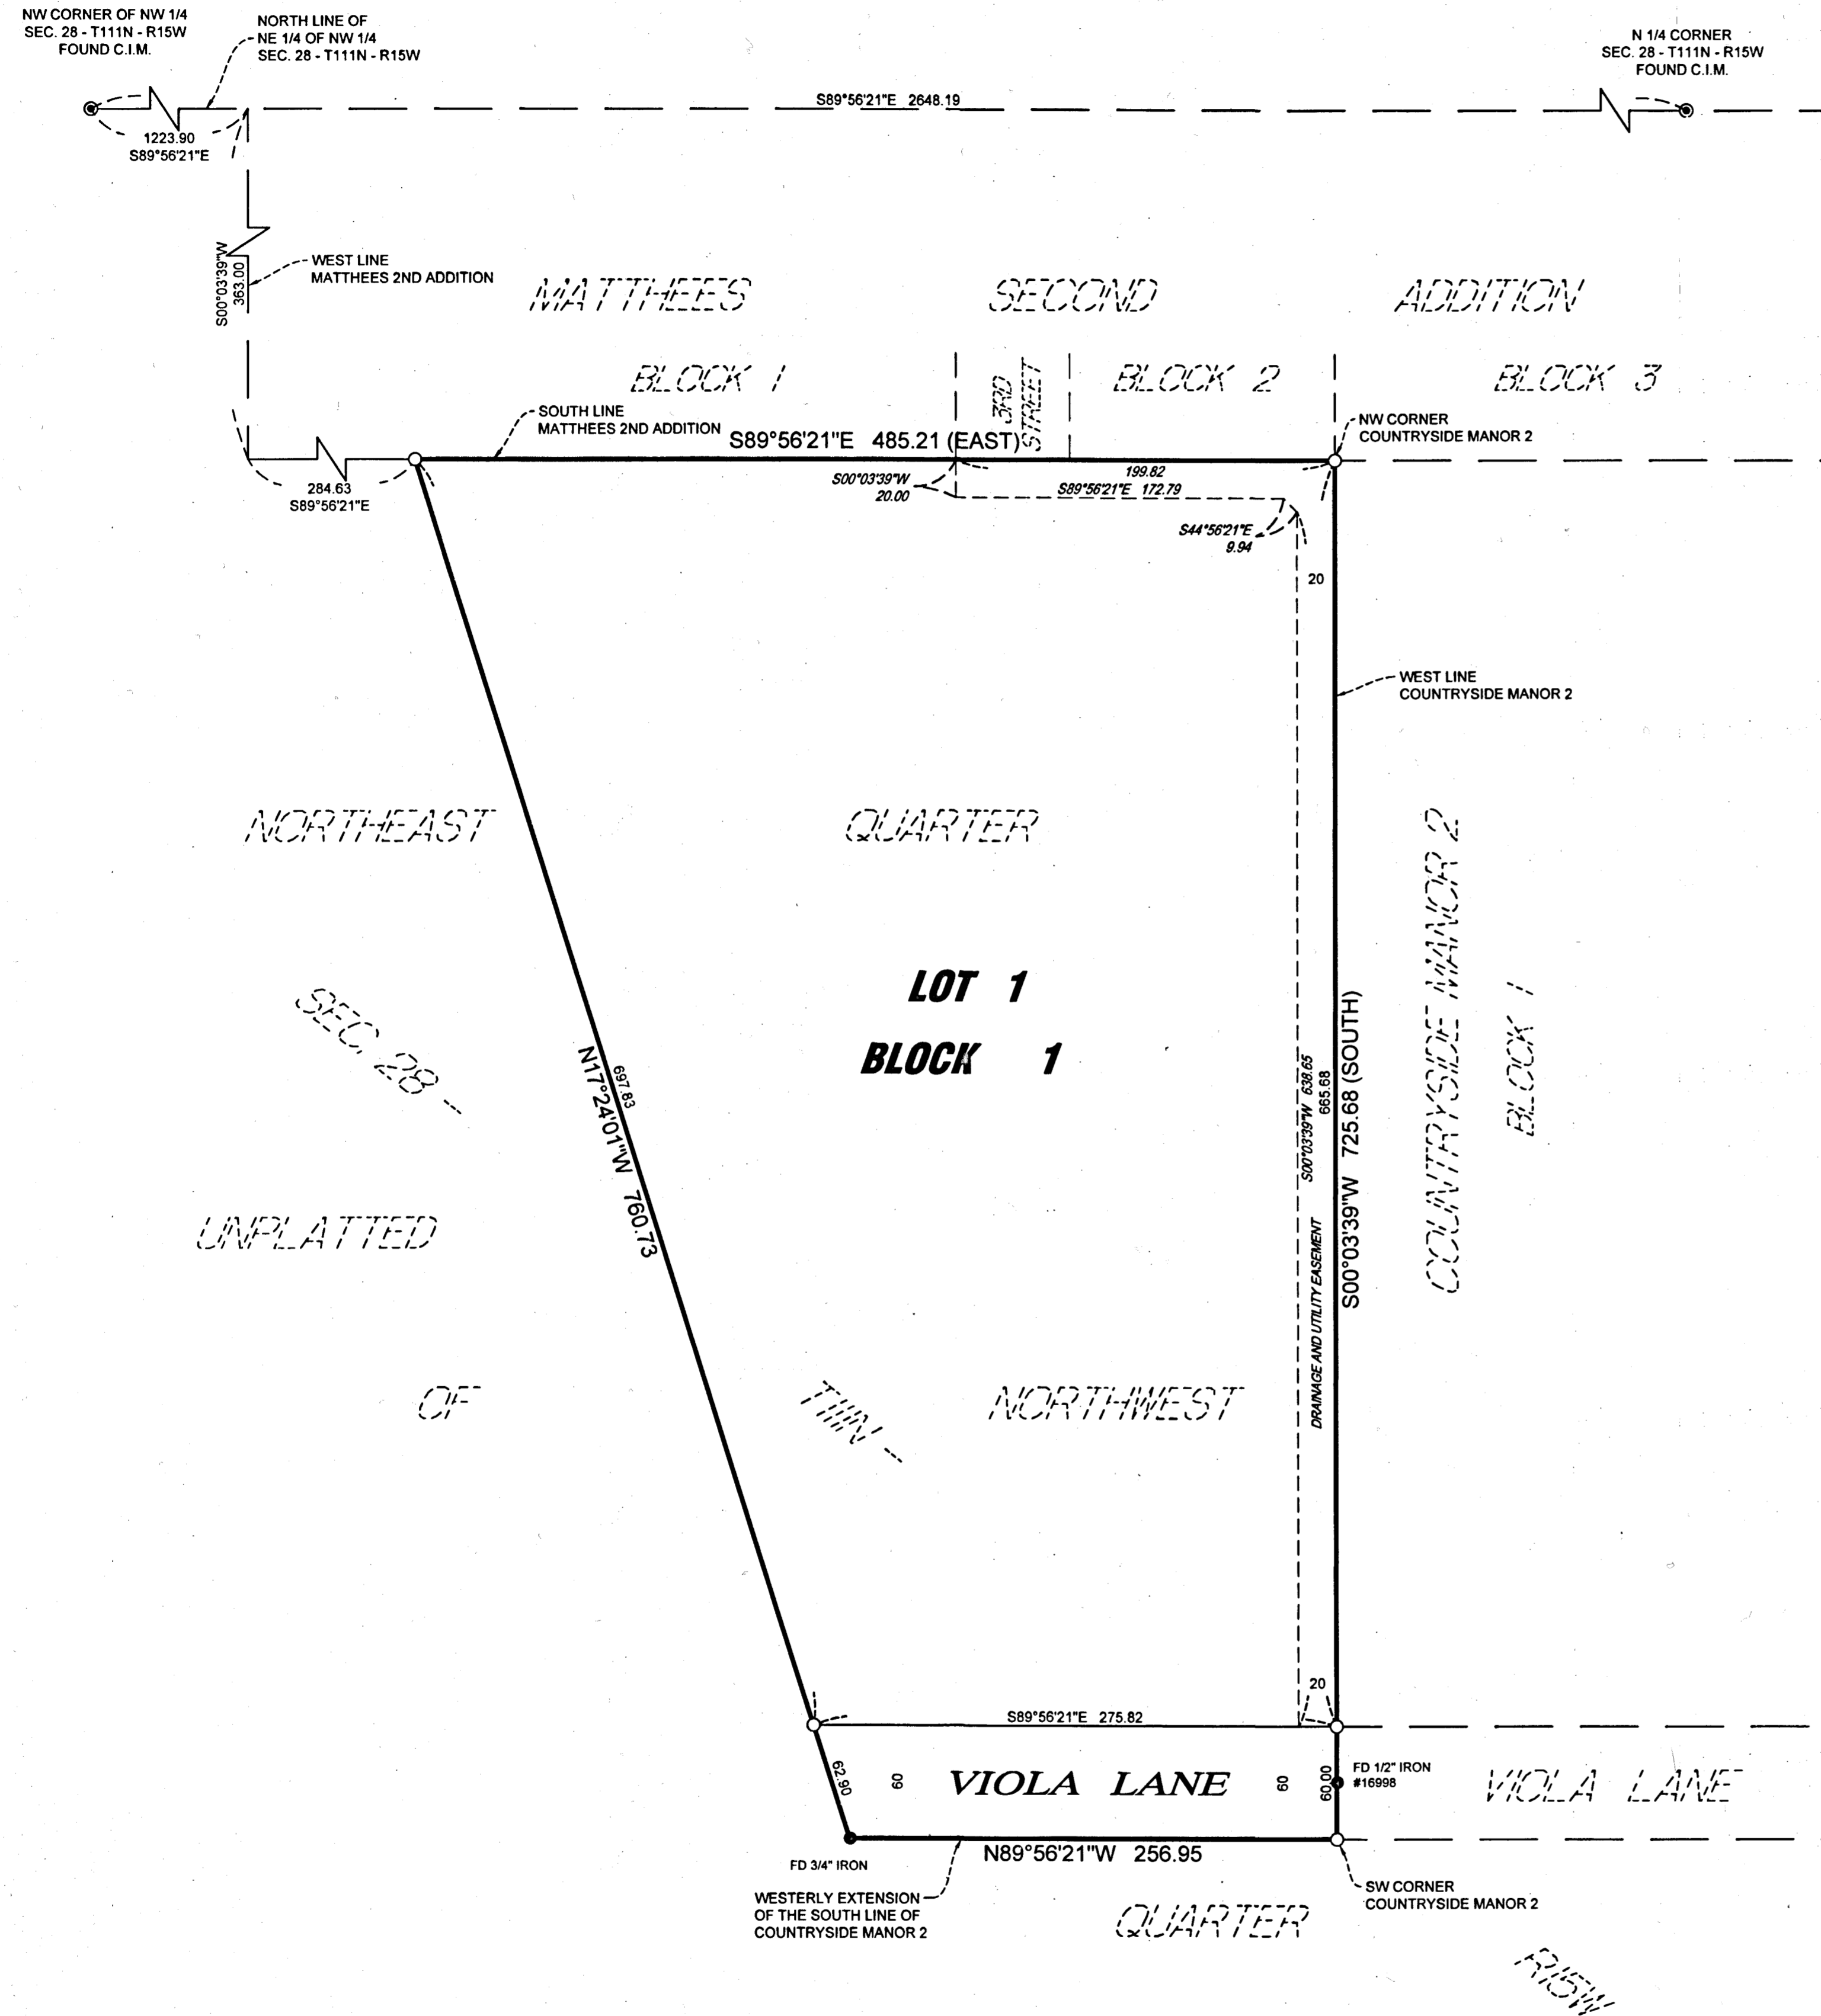 NW CORNER OF NW 1/4
SEC. 28 - T111N - R15W
FOUND C.I.M.
NORTH LINE OF
NE 1/4 OF NW 1/4
SEC. 28 - T111N - R15W
N 1/4 CORNER
SEC. 28 - T111N - R15W
FOUND C.I.M.
S89°56'21"E 2648.19
1223.90
S89°56'21"E
S00°03'39"W
363.00
WEST LINE
MATTHEES 2ND ADDITION
MATTHEES SECOND ADDITION
BLOCK 1
3RD
STREET
BLOCK 2
BLOCK 3
SOUTH LINE
MATTHEES 2ND ADDITION
S89°56'21"E 485.21 (EAST)
NW CORNER
COUNTRYSIDE MANOR 2
284.63
S89°56'21"E
S00°03'39"W
20.00
199.82
S89°56'21"E 172.79
S44°56'21"E
9.94
20
WEST LINE
COUNTRYSIDE MANOR 2
NORTHEAST QUARTER
COUNTRYSIDE MANOR 2
BLOCK 1
LOT 1
BLOCK 1
SEC. 28 -
697.83
N17°24'01"W 760.73
S00°03'39"W 638.65
665.68
S00°03'39"W 725.68 (SOUTH)
DRAINAGE AND UTILITY EASEMENT
UNPLATTED
OF
T111N -
NORTHWEST
20
S89°56'21"E 275.82
62.90
60
VIOLA LANE
60
60.00
FD 1/2" IRON
#16998
VIOLA LANE
FD 3/4" IRON
N89°56'21"W 256.95
WESTERLY EXTENSION
OF THE SOUTH LINE OF
COUNTRYSIDE MANOR 2
SW CORNER
COUNTRYSIDE MANOR 2
QUARTER
R15W